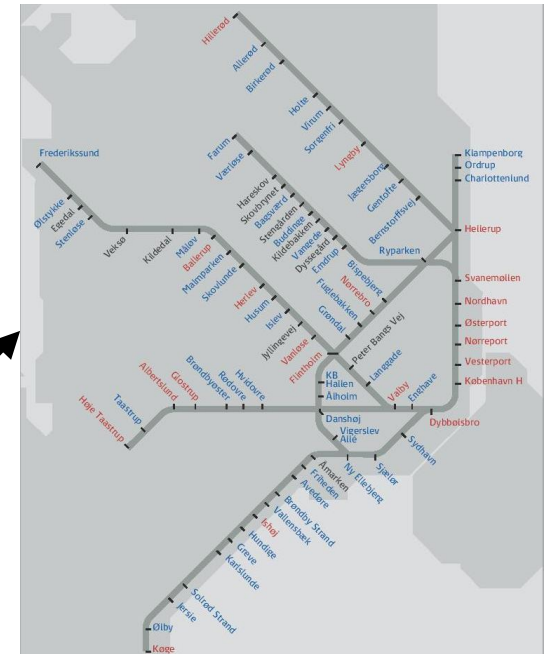 Hillerød
Allerød
Birkerød
Holte
Virum
Sorgenfri
Lyngby
Jægersborg
Gentofte
Bernstorffsvej
Klampenborg
Ordrup
Charlottenlund
Hellerup
Ryparken
Svanemøllen
Nordhavn
Østerport
Nørreport
Vesterport
København H
Dybbølsbro
Farum
Værløse
Hareskov
Skovbrynet
Bagsværd
Stengården
Buddinge
Kildebakken
Vangede
Dyssegård
Emdrup
Bispebjerg
Nørrebro
Fuglebakken
Grøndal
Flintholm
Frederikssund
Ølstykke
Egedal
Stenløse
Veksø
Kildedal
Måløv
Ballerup
Malmparken
Skovlunde
Herlev
Husum
Islev
Jyllingevej
Vanløse
Peter Bangs Vej
Langgade
Valby
Enghave
KB
Hallen
Ålholm
Danshøj
Vigerslev
Alle
Høje Taastrup
Taastrup
Albertslund
Glostrup
Brøndbyøster
Rødovre
Hvidovre
Sydhavn
Sjælør
Ny Ellebjerg
Åmarken
Friheden
Avedøre
Brøndby Strand
Vallensbæk
Ishøj
Hundige
Greve
Karlslunde
Solrød Strand
Jersie
Ølby
Køge